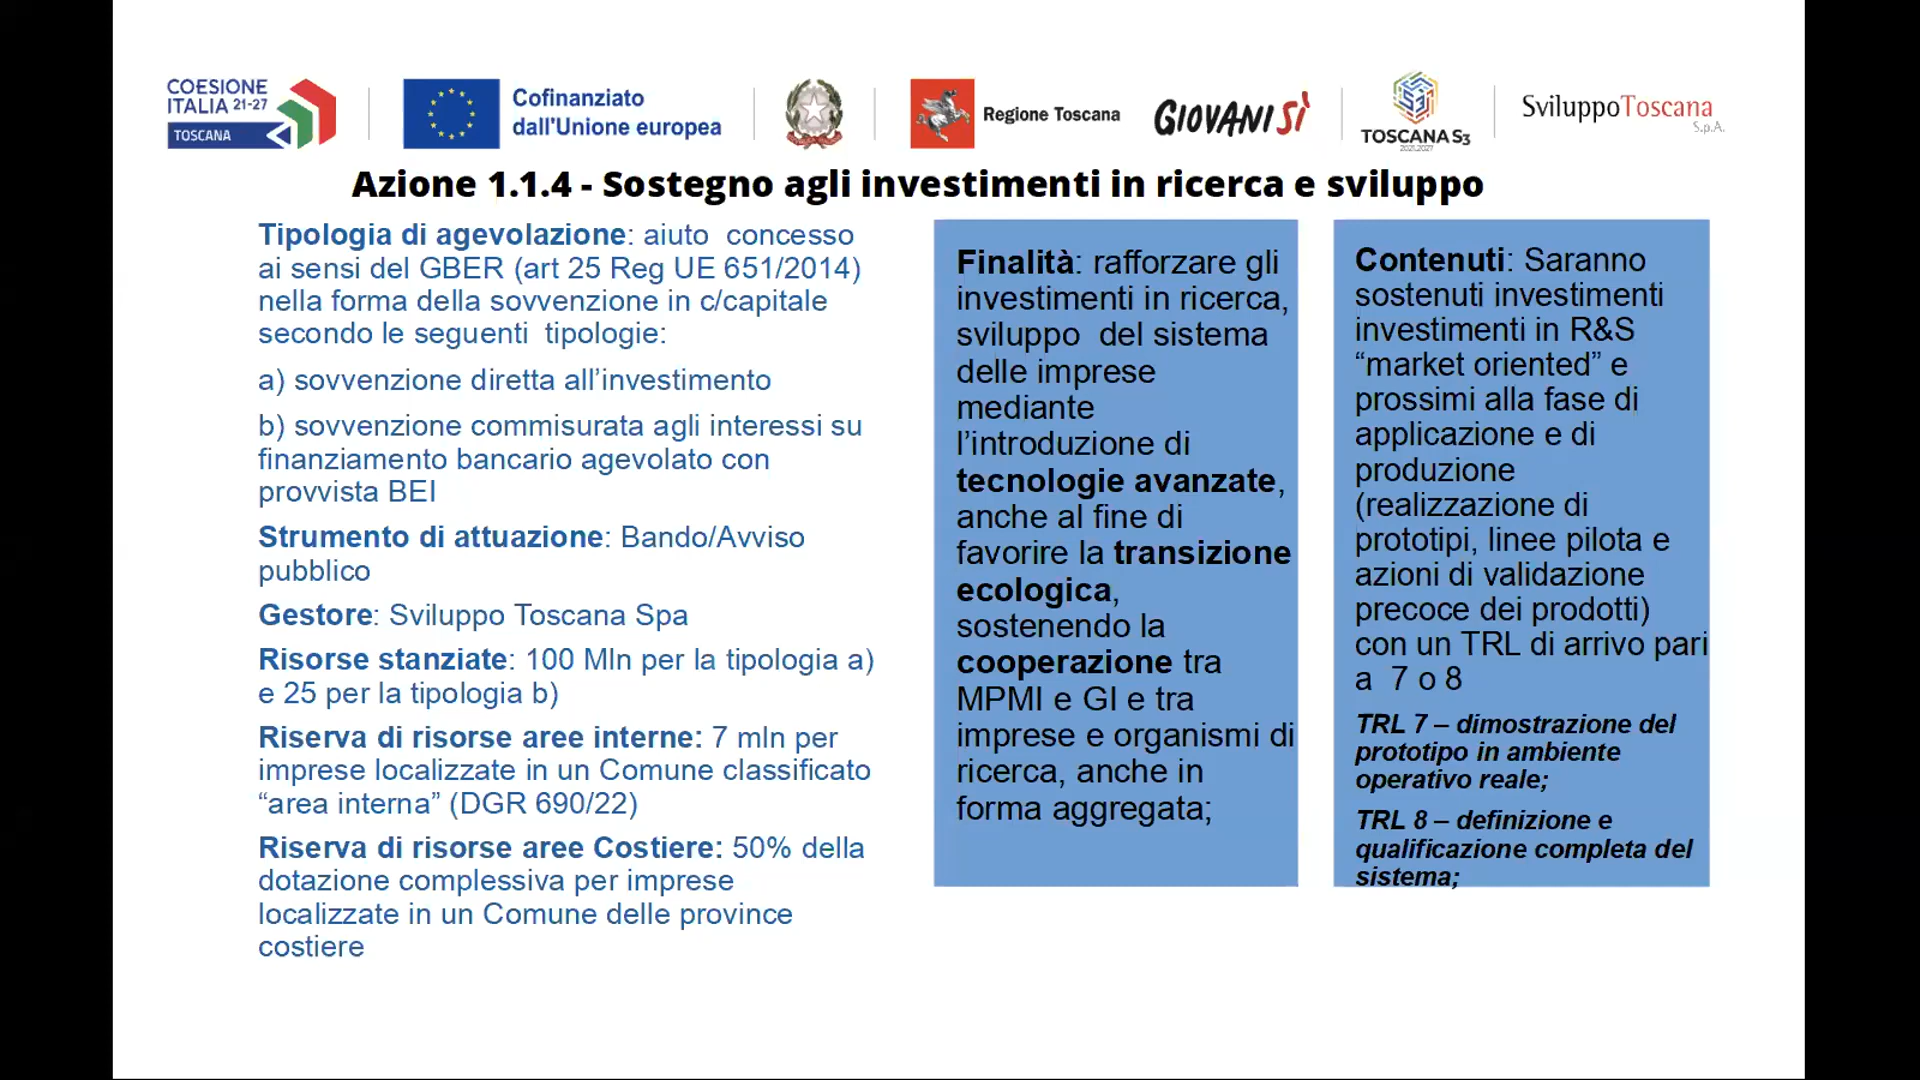 COESIONE
ITALIA 21-27
TOSCANA
Cofinanziato
dall'Unione europea
Regione Toscana
GIOVANISÌ
TOSCANA S3
2021.2027
SviluppoToscana
S.p.A.
Azione 1.1.4 - Sostegno agli investimenti in ricerca e sviluppo
Tipologia di agevolazione: aiuto concesso
ai sensi del GBER (art 25 Reg UE 651/2014)
nella forma della sovvenzione in c/capitale
secondo le seguenti tipologie:
a) sovvenzione diretta all’investimento
b) sovvenzione commisurata agli interessi su
finanziamento bancario agevolato con
provvista BEI
Strumento di attuazione: Bando/Avviso
pubblico
Gestore: Sviluppo Toscana Spa
Risorse stanziate: 100 Mln per la tipologia a)
e 25 per la tipologia b)
Riserva di risorse aree interne: 7 mln per
imprese localizzate in un Comune classificato
“area interna” (DGR 690/22)
Riserva di risorse aree Costiere: 50% della
dotazione complessiva per imprese
localizzate in un Comune delle province
costiere
Finalità: rafforzare gli
investimenti in ricerca,
sviluppo del sistema
delle imprese
mediante
l’introduzione di
tecnologie avanzate,
anche al fine di
favorire la transizione
ecologica,
sostenendo la
cooperazione tra
MPMI e GI e tra
imprese e organismi di
ricerca, anche in
forma aggregata;
Contenuti: Saranno
sostenuti investimenti
investimenti in R&S
“market oriented” e
prossimi alla fase di
applicazione e di
produzione
(realizzazione di
prototipi, linee pilota e
azioni di validazione
precoce dei prodotti)
con un TRL di arrivo pari
a 7 o 8
TRL 7 – dimostrazione del
prototipo in ambiente
operativo reale;
TRL 8 – definizione e
qualificazione completa del
sistema;